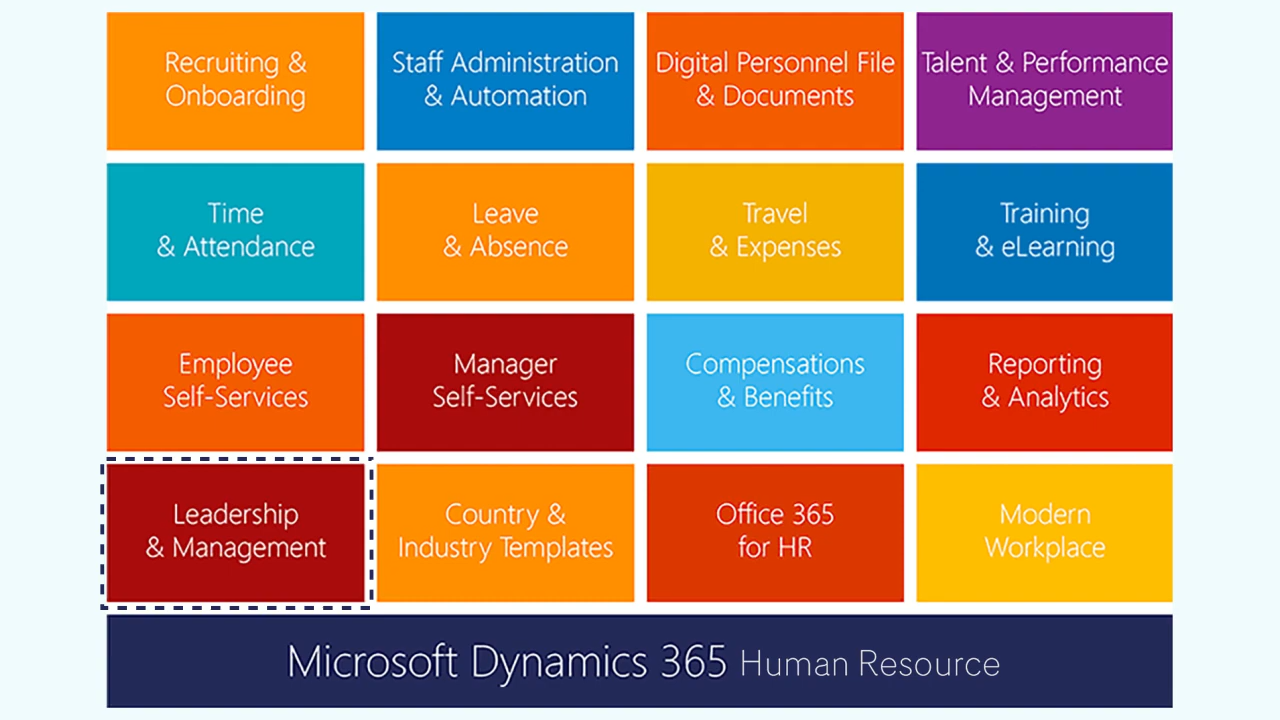 Recruiting &
Onboarding
Staff Administration
& Automation
Digital Personnel File
& Documents
Talent & Performance
Management
Time
& Attendance
Leave
& Absence
Travel
& Expenses
Training
& eLearning
Employee
Self-Services
Manager
Self-Services
Compensations
& Benefits
Reporting
& Analytics
Leadership
& Management
Country &
Industry Templates
Office 365
for HR
Modern
Workplace
Microsoft Dynamics 365 Human Resource